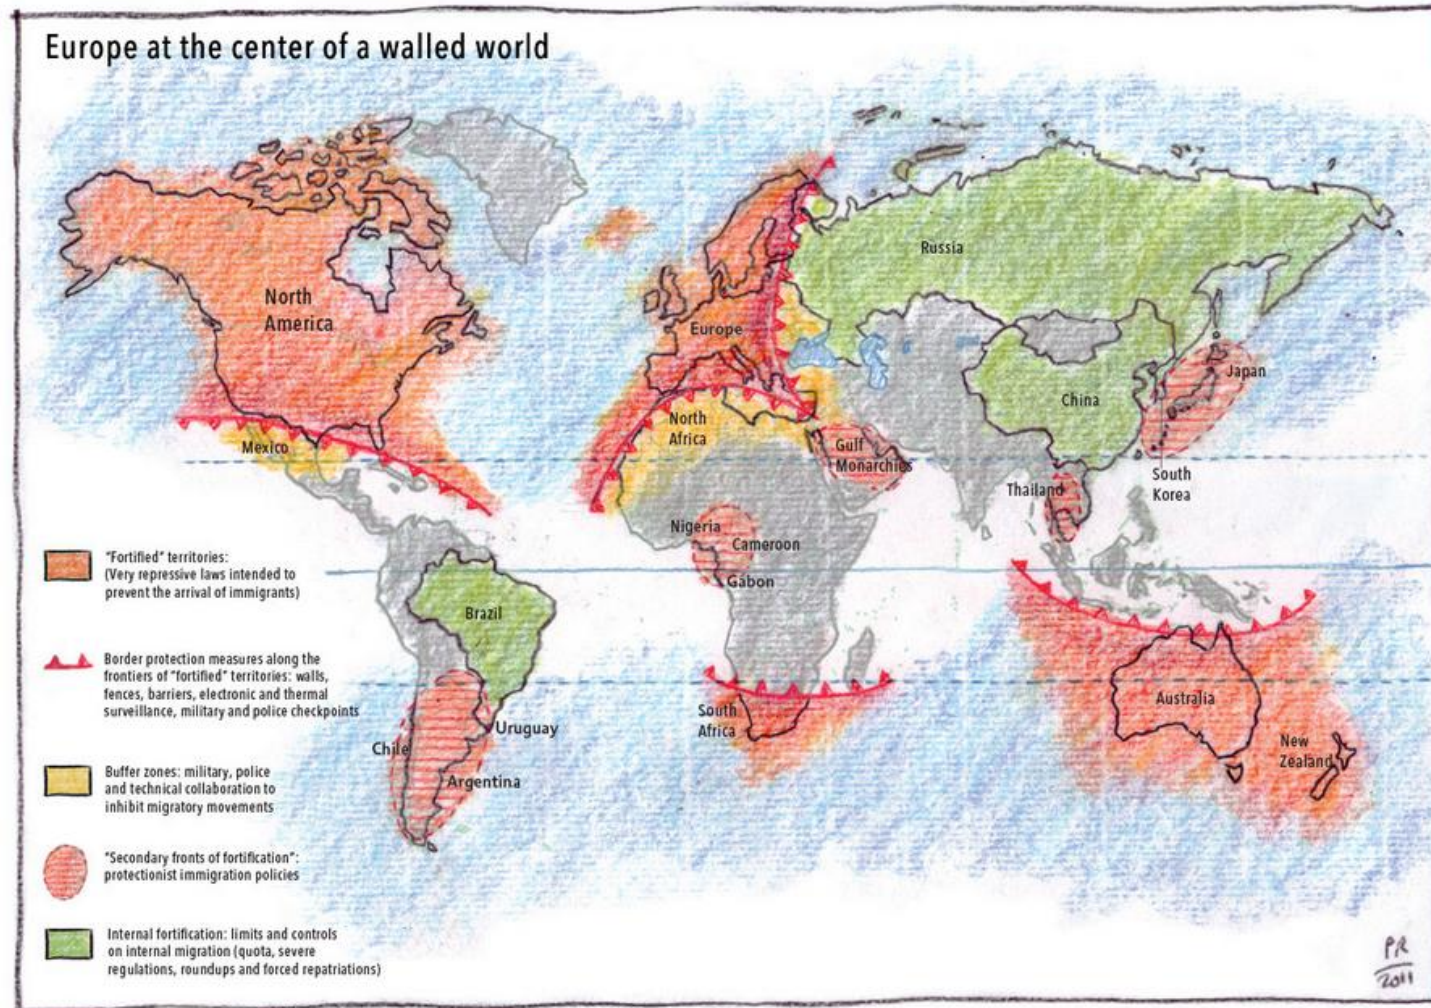 Europe at the center of a walled world
North
America
Mexico
Europe
Russia
North
Africa
Gulf
Monarchies
China
Japan
South
Korea
Thailand
Nigeria
Cameroon
Gabon
Brazil
Uruguay
Chile
Argentina
South
Africa
Australia
New
Zealand
"Fortified" territories:
(Very repressive laws intended to
prevent the arrival of immigrants)
Border protection measures along the
frontiers of "fortified" territories: walls,
fences, barriers, electronic and thermal
surveillance, military and police checkpoints
Buffer zones: military, police
and technical collaboration to
inhibit migratory movements
"Secondary fronts of fortification":
protectionist immigration policies
Internal fortification: limits and controls
on internal migration (quota, severe
regulations, roundups and forced repatriations)
PR
2011